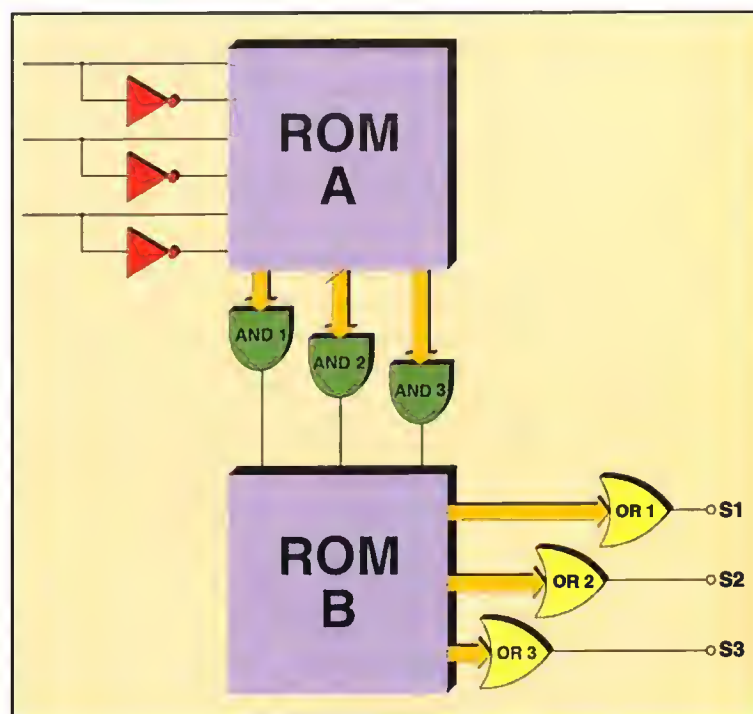 ROM
A
AND 1
AND 2
AND 3
ROM
B
OR 1
S1
OR 2
S2
OR 3
S3